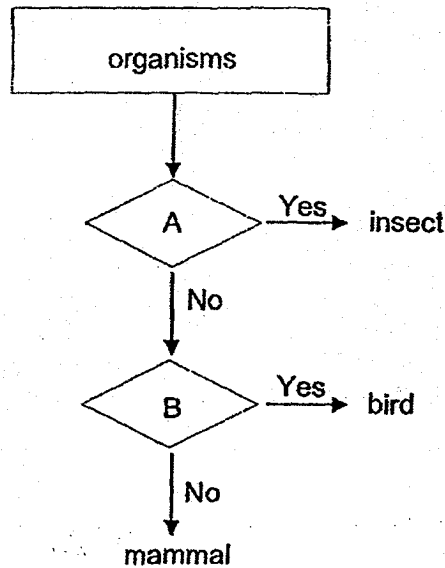 organisms
A
Yes
insect
No
B
Yes
bird
No
mammal